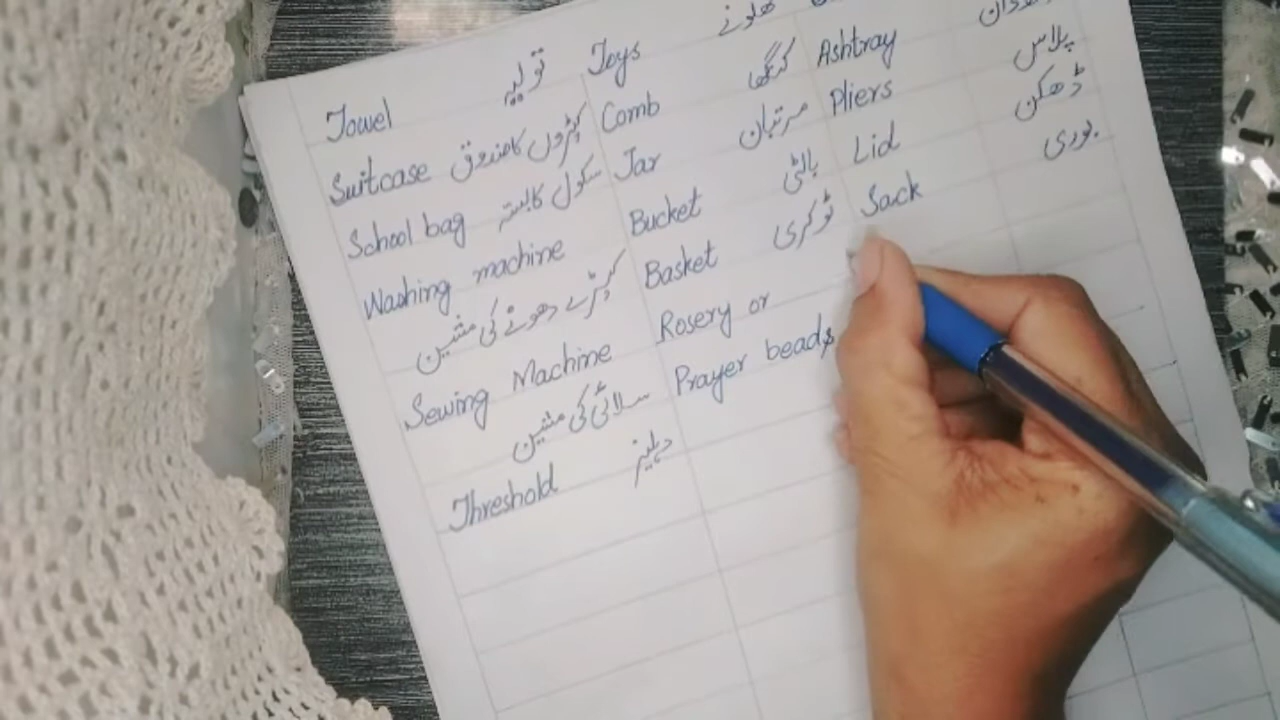 Towel تولیہ
Suitcase کپڑوں کا صندوق
School bag سکول کا بستہ
Washing machine
کپڑے دھونے کی مشین
Sewing Machine
سلائی کی مشین
Threshold دہلیز
Toys کھلونے
Comb کنگھا
Jar مرتبان
Bucket بالٹی
Basket ٹوکری
Rosery or
Prayer beads
Ashtray
Pliers پلاس
Lid ڈھکن
Sack بوری